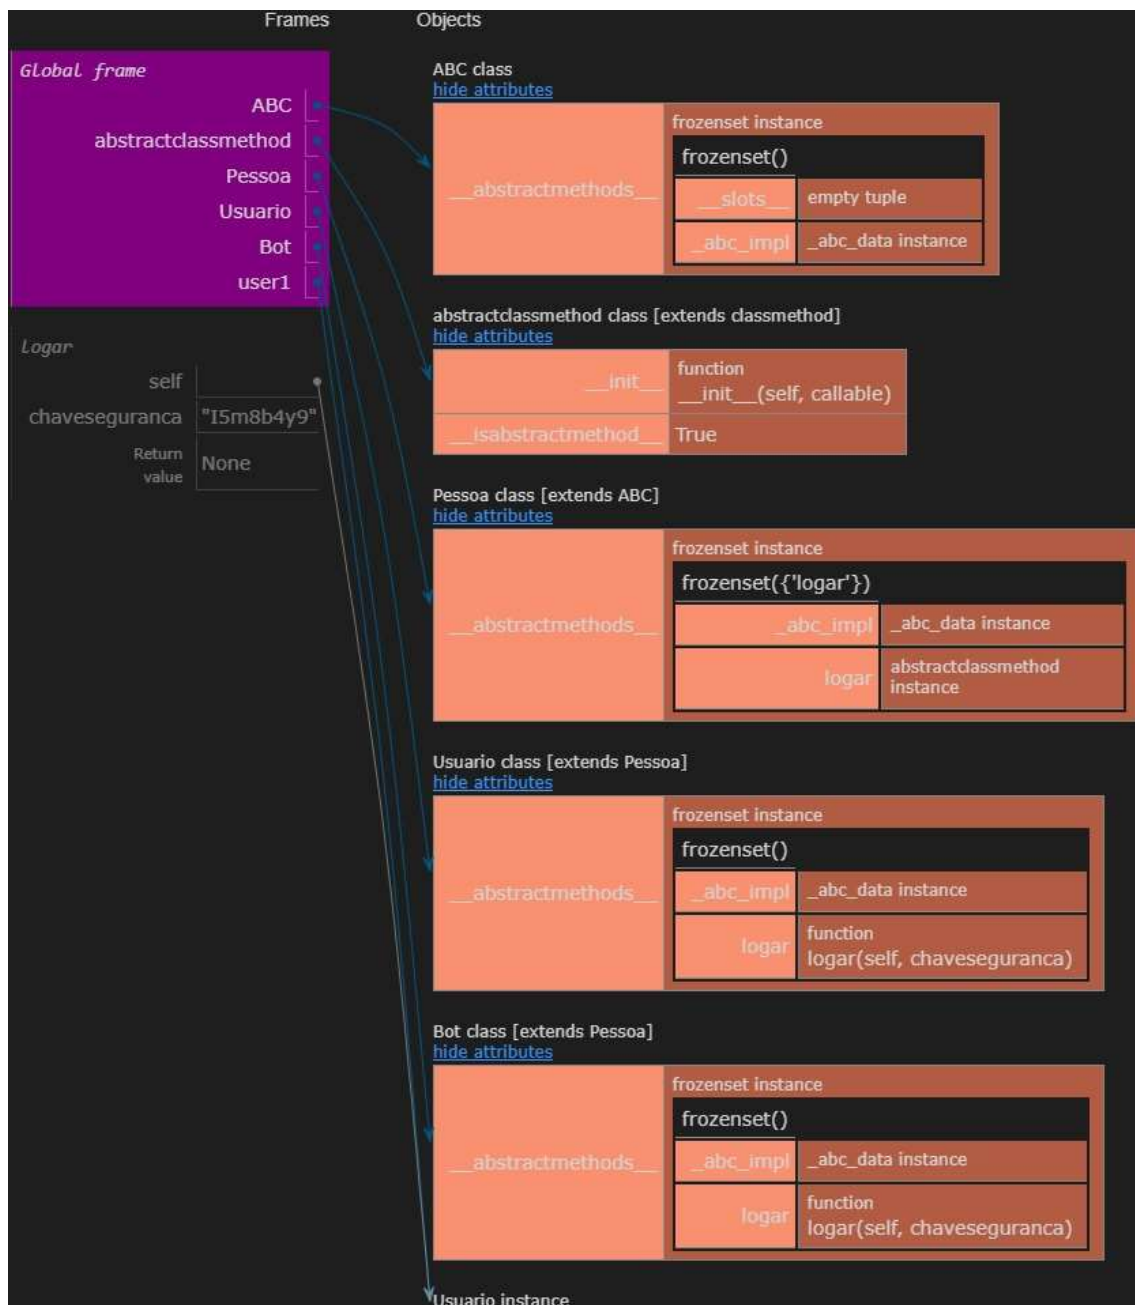 Frames
Objects
Global frame
ABC
abstractclassmethod
Pessoa
Usuario
Bot
user1
logar
self
chaveseguranca "I5m8b4y9"
Return
value
None
ABC class
hide attributes
__abstractmethods__
frozenset instance
frozenset()
__slots__ empty tuple
_abc_impl _abc_data instance
abstractclassmethod class [extends classmethod]
hide attributes
__init__
function
__init__(self, callable)
__isabstractmethod__ True
Pessoa class [extends ABC]
hide attributes
__abstractmethods__
frozenset instance
frozenset({'logar'})
_abc_impl _abc_data instance
logar
abstractclassmethod
instance
Usuario class [extends Pessoa]
hide attributes
__abstractmethods__
frozenset instance
frozenset()
_abc_impl _abc_data instance
logar
function
logar(self, chaveseguranca)
Bot class [extends Pessoa]
hide attributes
__abstractmethods__
frozenset instance
frozenset()
_abc_impl _abc_data instance
logar
function
logar(self, chaveseguranca)
Usuario instance